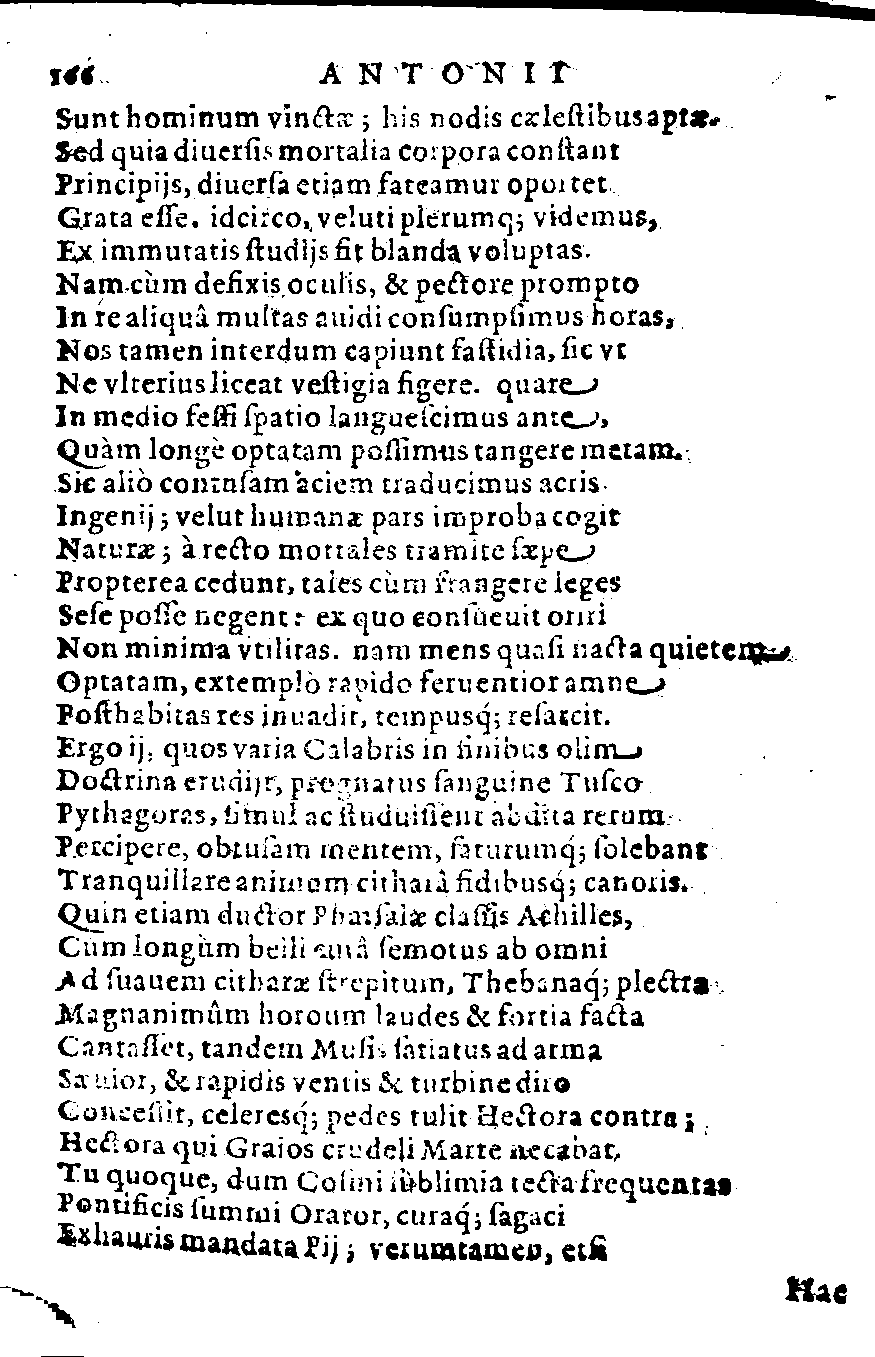 166 ANTONII
Sunt hominum vinctæ ; his nodis cælestibus aptæ.
Sed quia diuersis mortalia corpora constant
Principijs, diuersa etiam fateamur oportet
Grata esse. idcirco, veluti plerumq; videmus,
Ex immutatis studijs fit blanda voluptas.
Nam cùm defixis oculis, & pectore prompto
In re aliquâ multas auidi consumpsimus horas,
Nos tamen interdum capiunt fastidia, sic vt
Ne vlterius liceat vestigia figere. quare
In medio fessi spatio languescimus ante,
Quàm longè optatam possimus tangere metam.
Sic aliò contusam aciem traducimus acris
Ingenij ; velut humanæ pars improba cogit
Naturæ ; à recto mortales tramite sæpe
Propterea cedunt, tales cùm frangere leges
Sese posse negent : ex quo consueuit oriri
Non minima vtilitas. nam mens quasi nacta quietem
Optatam, extemplò rapido feruentior amne
Posthabitas res inuadit, tempusq́; resarcit.
Ergo ij, quos varia Calabris in finibus olim
Doctrina erudijt, prognatus sanguine Tusco
Pythagoras, simul ac studuissent abdita rerum
Percipere, obtusam mentem, saturumq́; solebant
Tranquillare animum citharâ fidibusq́; canoris.
Quin etiam ductor Pharsalæ classis Achilles,
Cum longùm belli curâ semotus ab omni
Ad suauem citharæ strepitum, Thebanaq́; plectra
Magnanimûm horoum laudes & fortia facta
Cantasset, tandem Musis satiatus ad arma
Sæuior, & rapidis ventis & turbine diro
Concessit, celeresq́; pedes tulit Hectora contra ;
Hectora qui Graios crudeli Marte necabat.
Tu quoque, dum Cosmi sublimia tecta frequentas
Pontificis summi Orator, curaq́; sagaci
Exhauris mandata Pij ; verumtamen, etsi
Hac